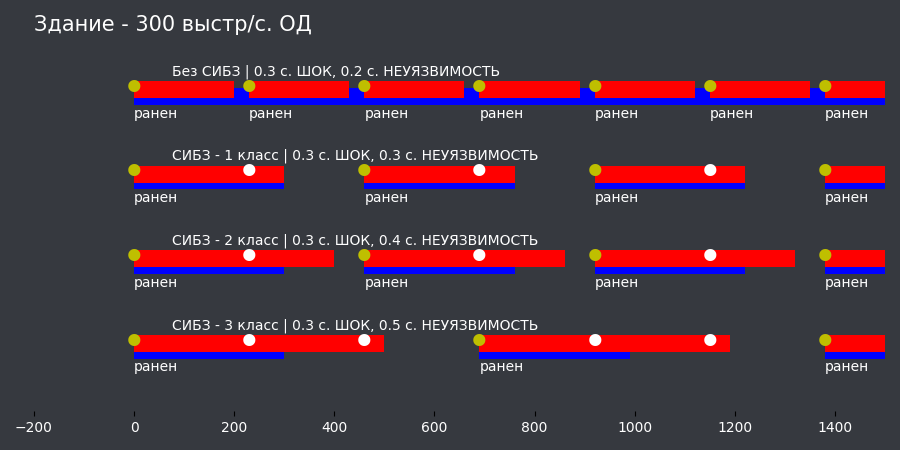 Здание - 300 выстр/с. ОД
Без СИБЗ | 0.3 с. ШОК, 0.2 с. НЕУЯЗВИМОСТЬ
ранен ранен ранен ранен ранен ранен ранен
СИБЗ - 1 класс | 0.3 с. ШОК, 0.3 с. НЕУЯЗВИМОСТЬ
ранен ранен ранен ранен
СИБЗ - 2 класс | 0.3 с. ШОК, 0.4 с. НЕУЯЗВИМОСТЬ
ранен ранен ранен ранен
СИБЗ - 3 класс | 0.3 с. ШОК, 0.5 с. НЕУЯЗВИМОСТЬ
ранен ранен ранен
−200 0 200 400 600 800 1000 1200 1400